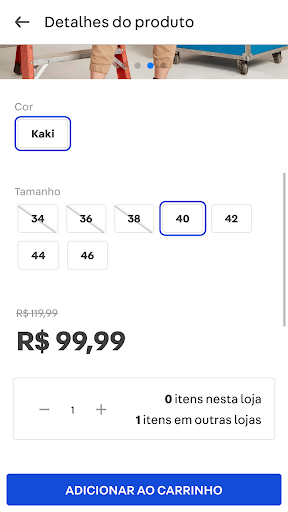 Detalhes do produto
Cor
Kaki
Tamanho
34 36 38 40 42
44 46
R$ 119,99
R$ 99,99
0 itens nesta loja
1 1 itens em outras lojas
ADICIONAR AO CARRINHO